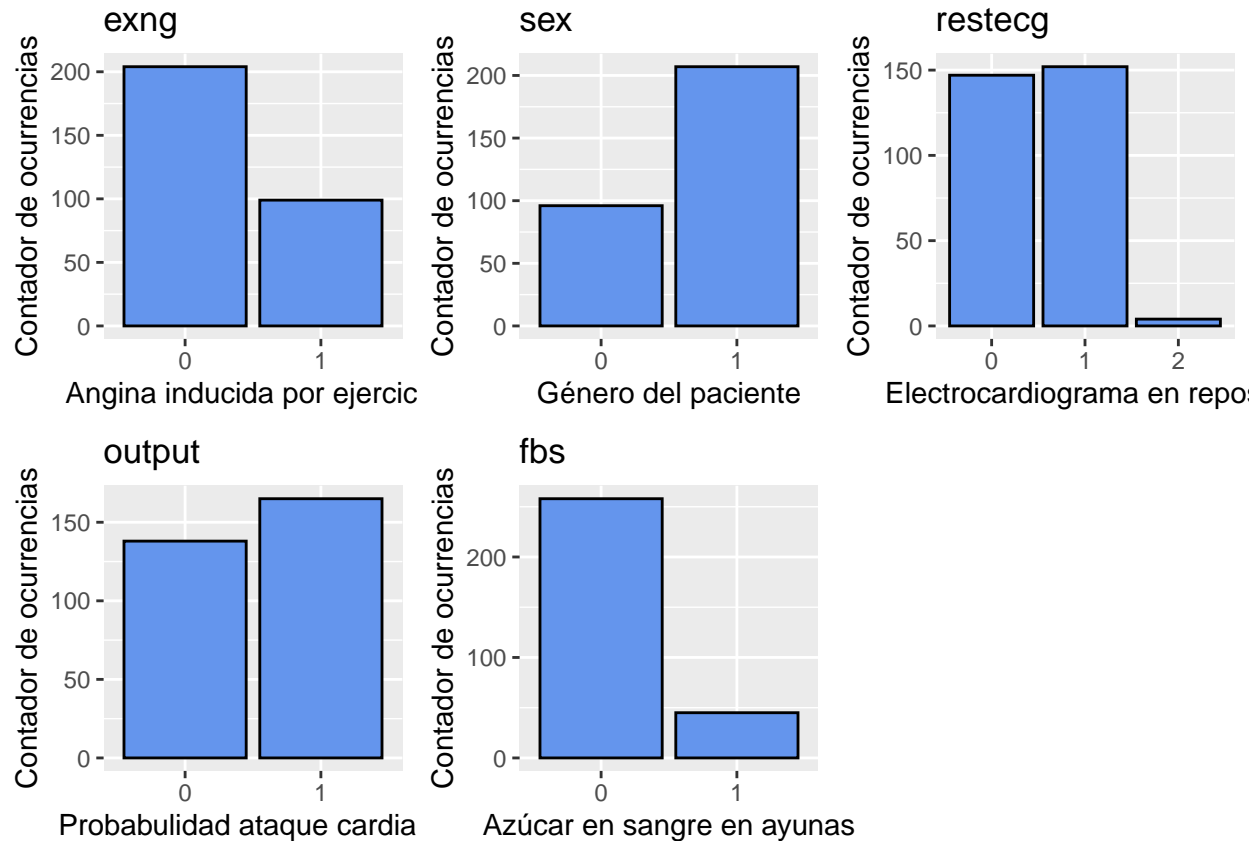 exng
Contador de ocurrencias
200
150
100
50
0
0 1
Angina inducida por ejercic
sex
Contador de ocurrencias
200
150
100
50
0
0 1
Género del paciente
restecg
Contador de ocurrencias
150
100
50
0
0 1 2
Electrocardiograma en repos
output
Contador de ocurrencias
150
100
50
0
0 1
Probabulidad ataque cardia
fbs
Contador de ocurrencias
200
100
0
0 1
Azúcar en sangre en ayunas